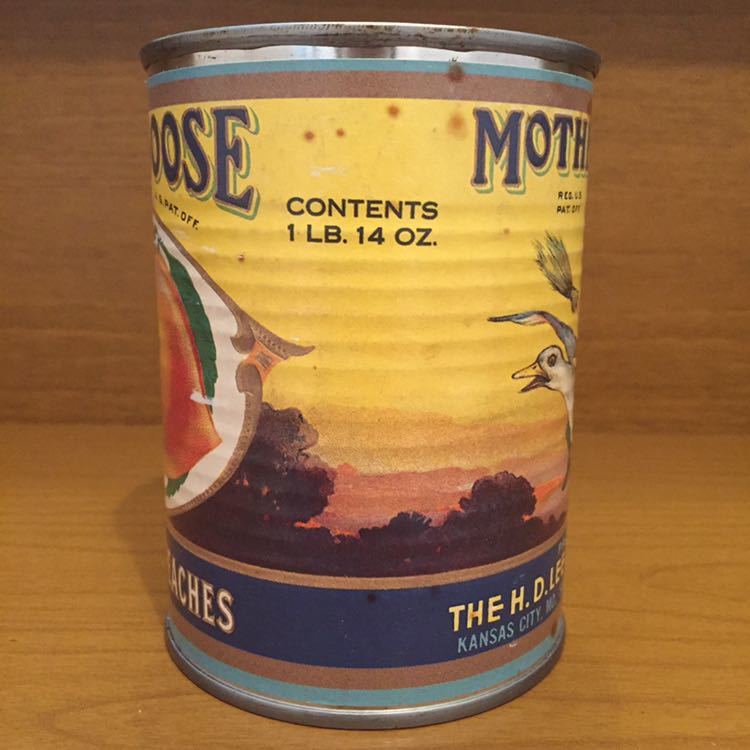 OOSE
U.S. PAT. OFF.
CONTENTS
1 LB. 14 OZ.
EACHES
MOTH
REG. U.S.
PAT. OFF
THE H. D. LE
KANSAS CITY, MO.